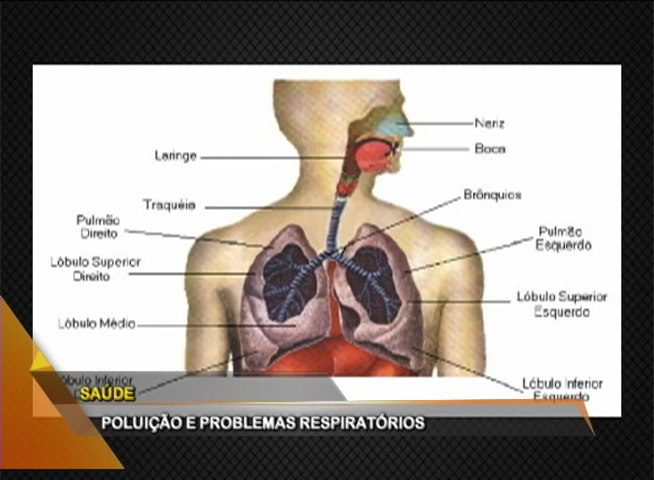 Nariz
Boca
Laringe
Brônquios
Traquéia
Pulmão
Direito
Pulmão
Esquerdo
Lóbulo Superior
Direito
Lóbulo Superior
Esquerdo
Lóbulo Médio
Lóbulo Inferior
Lóbulo Inferior
Esquerdo
SAÚDE
POLUIÇÃO E PROBLEMAS RESPIRATÓRIOS